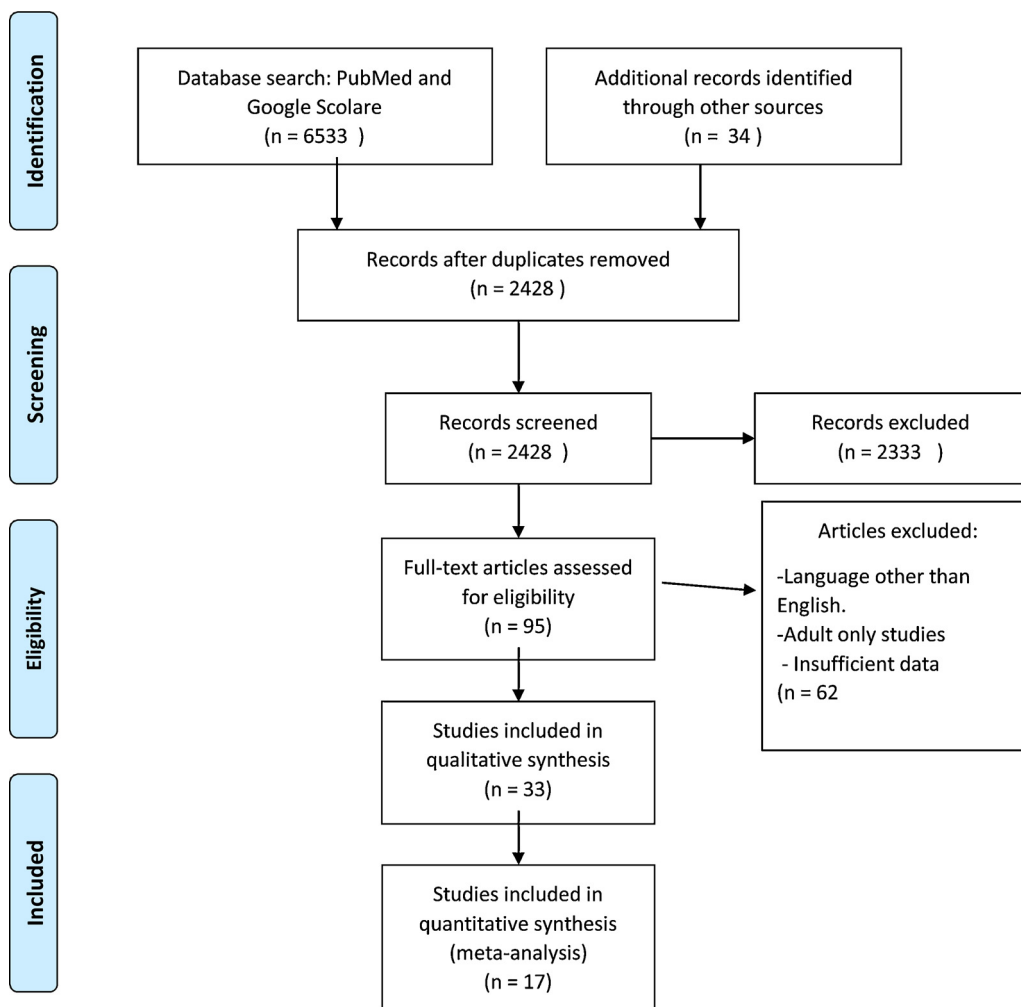 Identification
Database search: PubMed and
Google Scolare
(n = 6533  )
Additional records identified
through other sources
(n =  34 )
Records after duplicates removed
(n = 2428 )
Screening
Records screened
(n = 2428  )
Records excluded
(n = 2333   )
Eligibility
Full-text articles assessed
for eligibility
(n = 95)
Articles excluded:
-Language other than
English.
-Adult only studies
- Insufficient data
(n = 62
Studies included in
qualitative synthesis
(n = 33)
Included
Studies included in
quantitative synthesis
(meta-analysis)
(n = 17)